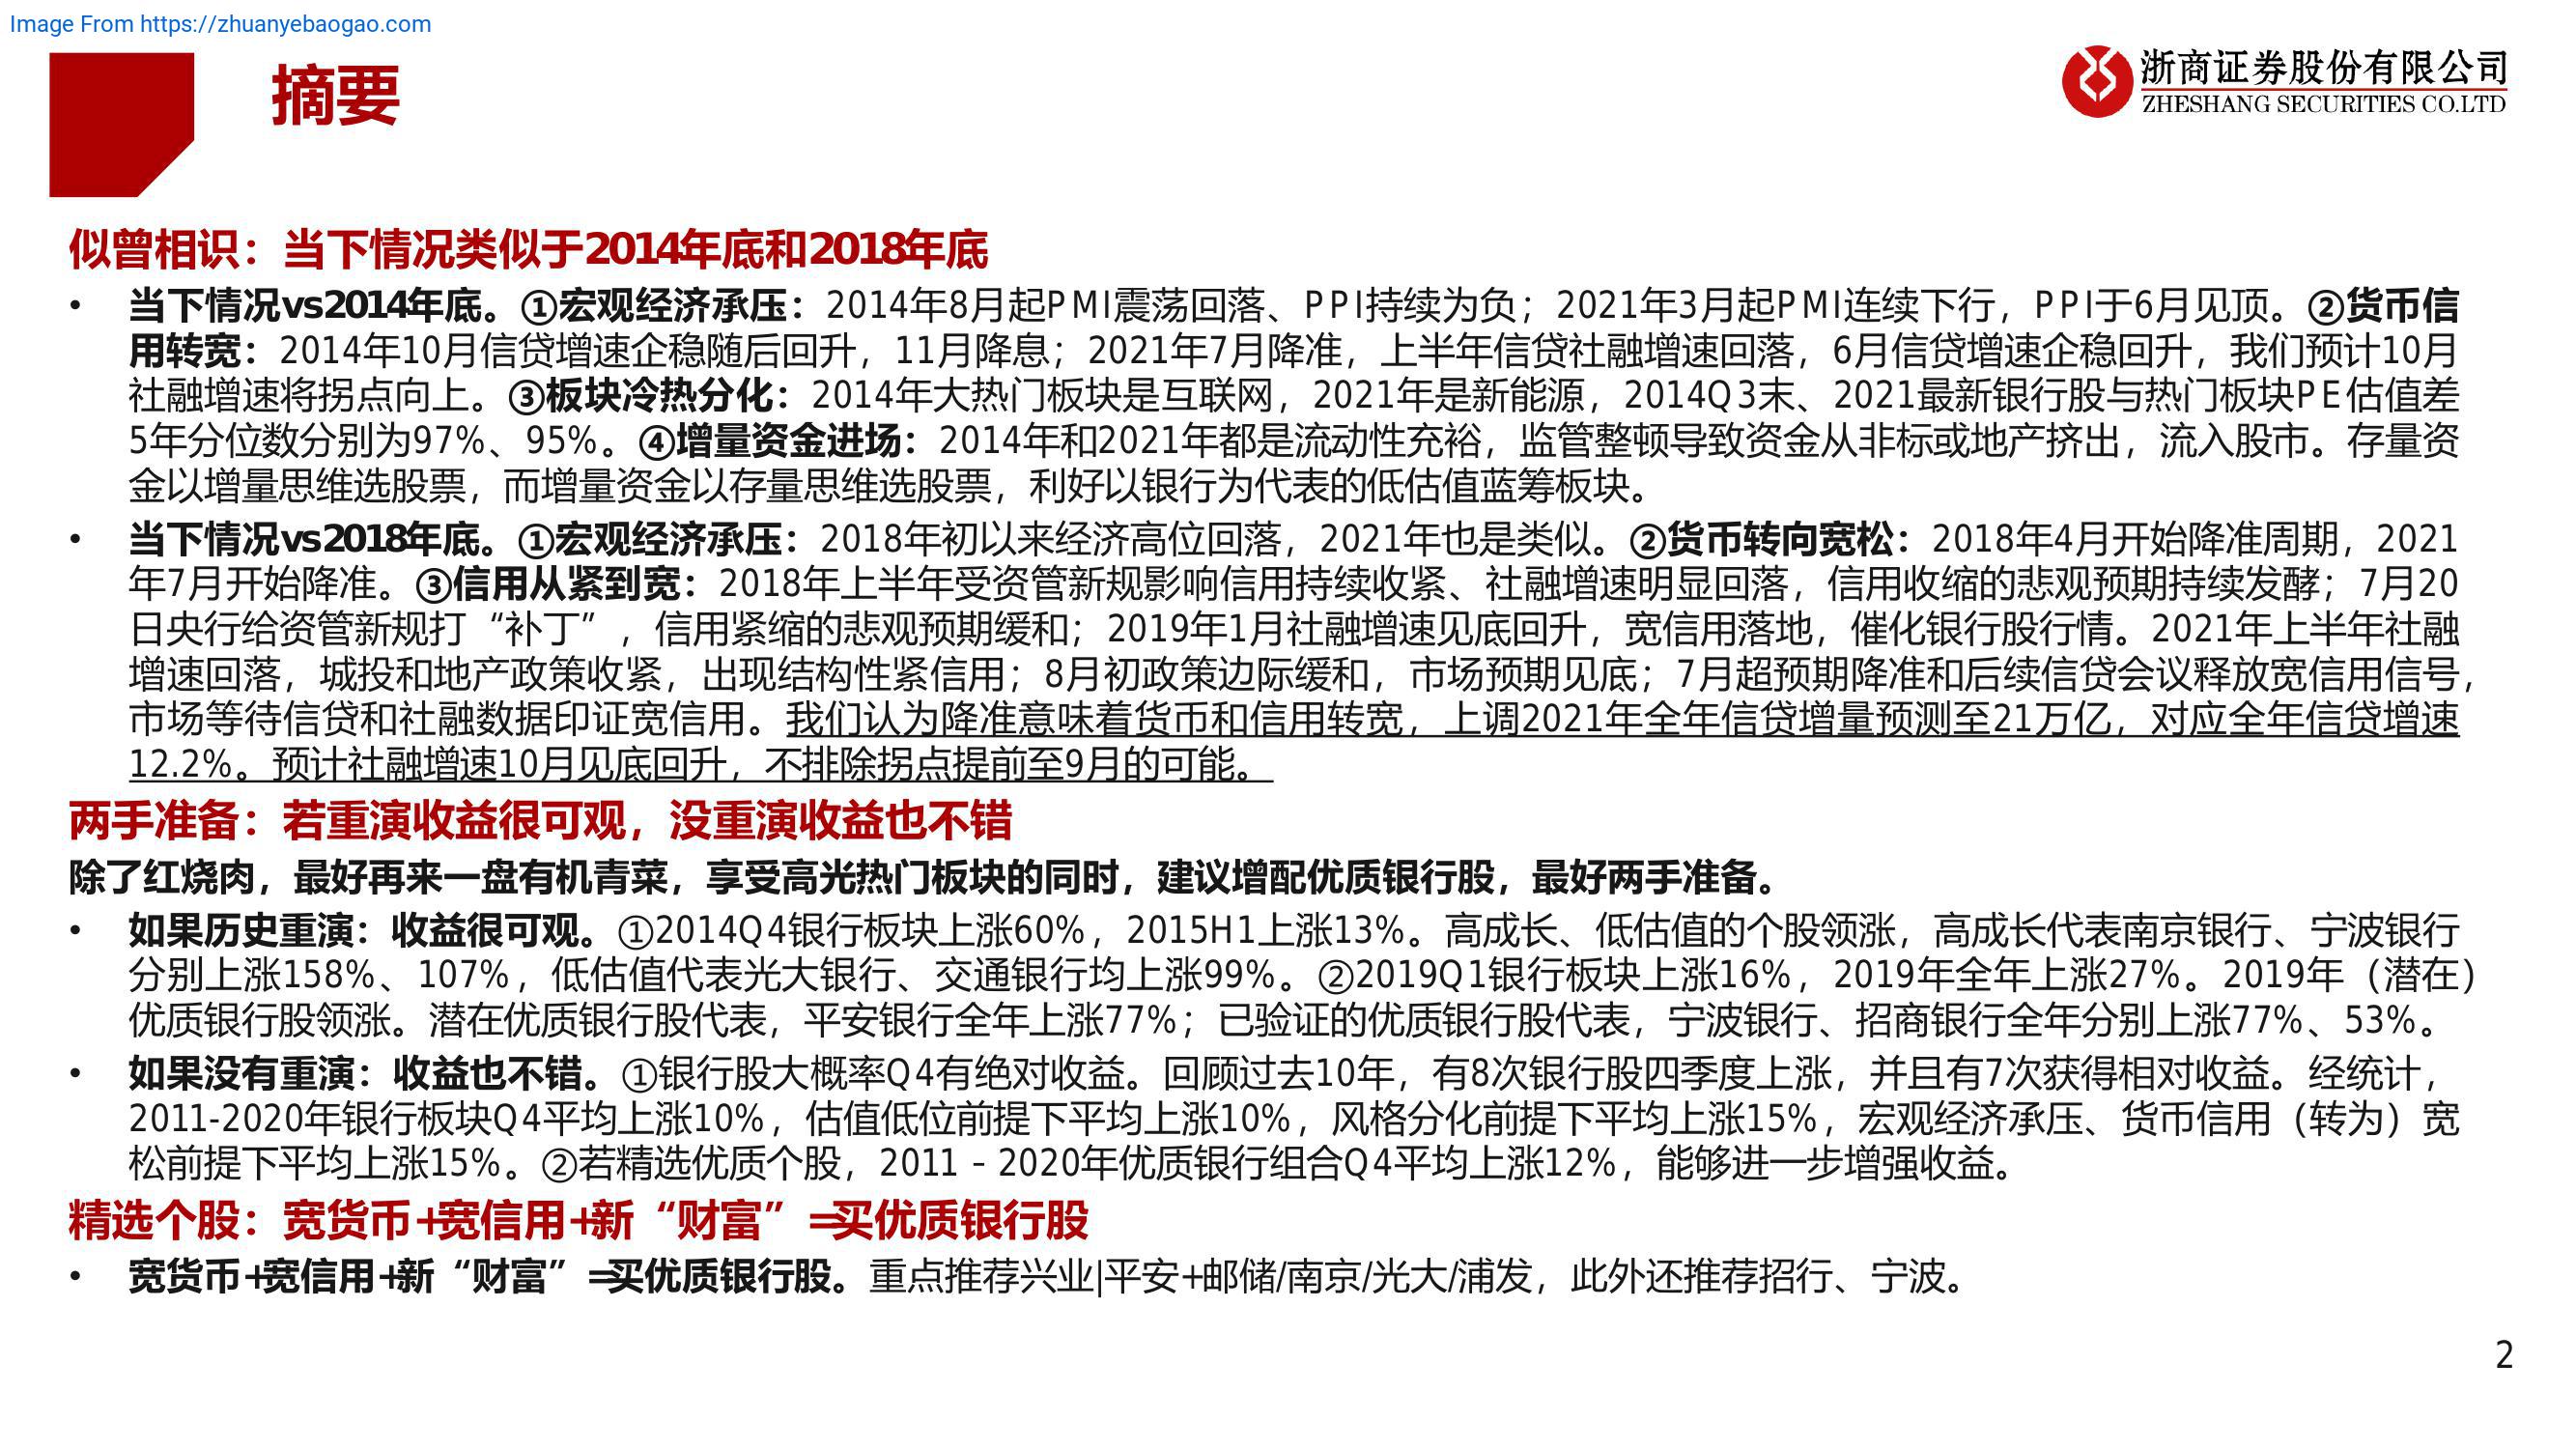 Image From https://zhuanyebaogao.com
摘要
浙商证券股份有限公司
ZHESHANG SECURITIES CO.LTD
似曾相识：当下情况类似于2014年底和2018年底
• 当下情况vs2014年底。①宏观经济承压：2014年8月起PMI震荡回落、PPI持续为负；2021年3月起PMI连续下行，PPI于6月见顶。②货币信
用转宽：2014年10月信贷增速企稳随后回升，11月降息；2021年7月降准，上半年信贷社融增速回落，6月信贷增速企稳回升，我们预计10月
社融增速将拐点向上。③板块冷热分化：2014年大热门板块是互联网，2021年是新能源，2014Q3末、2021最新银行股与热门板块PE估值差
5年分位数分别为97%、95%。④增量资金进场：2014年和2021年都是流动性充裕，监管整顿导致资金从非标或地产挤出，流入股市。存量资
金以增量思维选股票，而增量资金以存量思维选股票，利好以银行为代表的低估值蓝筹板块。
• 当下情况vs2018年底。①宏观经济承压：2018年初以来经济高位回落，2021年也是类似。②货币转向宽松：2018年4月开始降准周期，2021
年7月开始降准。③信用从紧到宽：2018年上半年受资管新规影响信用持续收紧、社融增速明显回落，信用收缩的悲观预期持续发酵；7月20
日央行给资管新规打“补丁”，信用紧缩的悲观预期缓和；2019年1月社融增速见底回升，宽信用落地，催化银行股行情。2021年上半年社融
增速回落，城投和地产政策收紧，出现结构性紧信用；8月初政策边际缓和，市场预期见底；7月超预期降准和后续信贷会议释放宽信用信号，
市场等待信贷和社融数据印证宽信用。我们认为降准意味着货币和信用转宽，上调2021年全年信贷增量预测至21万亿，对应全年信贷增速
12.2%。预计社融增速10月见底回升，不排除拐点提前至9月的可能。
两手准备：若重演收益很可观，没重演收益也不错
除了红烧肉，最好再来一盘有机青菜，享受高光热门板块的同时，建议增配优质银行股，最好两手准备。
• 如果历史重演：收益很可观。①2014Q4银行板块上涨60%，2015H1上涨13%。高成长、低估值的个股领涨，高成长代表南京银行、宁波银行
分别上涨158%、107%，低估值代表光大银行、交通银行均上涨99%。②2019Q1银行板块上涨16%，2019年全年上涨27%。2019年（潜在）
优质银行股领涨。潜在优质银行股代表，平安银行全年上涨77%；已验证的优质银行股代表，宁波银行、招商银行全年分别上涨77%、53%。
• 如果没有重演：收益也不错。①银行股大概率Q4有绝对收益。回顾过去10年，有8次银行股四季度上涨，并且有7次获得相对收益。经统计，
2011-2020年银行板块Q4平均上涨10%，估值低位前提下平均上涨10%，风格分化前提下平均上涨15%，宏观经济承压、货币信用（转为）宽
松前提下平均上涨15%。②若精选优质个股，2011–2020年优质银行组合Q4平均上涨12%，能够进一步增强收益。
精选个股：宽货币+宽信用+新“财富”=买优质银行股
• 宽货币+宽信用+新“财富”=买优质银行股。重点推荐兴业|平安+邮储/南京/光大/浦发，此外还推荐招行、宁波。
2